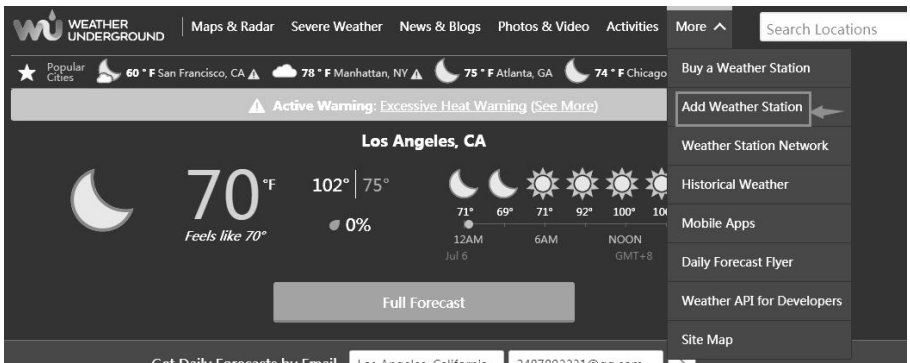 WEATHER
UNDERGROUND
Maps & Radar Severe Weather News & Blogs Photos & Video Activities More Search Locations
Popular
Cities
60 ° F San Francisco, CA 78 ° F Manhattan, NY 75 ° F Atlanta, GA 74 ° F Chicago
Buy a Weather Station
Active Warning: Excessive Heat Warning (See More)
Add Weather Station
Los Angeles, CA
Weather Station Network
70 °F
Feels like 70°
102° | 75°
0%
71° 69° 71° 92° 100° 10
12AM 6AM NOON
Jul 6 GMT+8
Historical Weather
Mobile Apps
Daily Forecast Flyer
Full Forecast
Weather API for Developers
Site Map
Get Daily Forecasts by Email